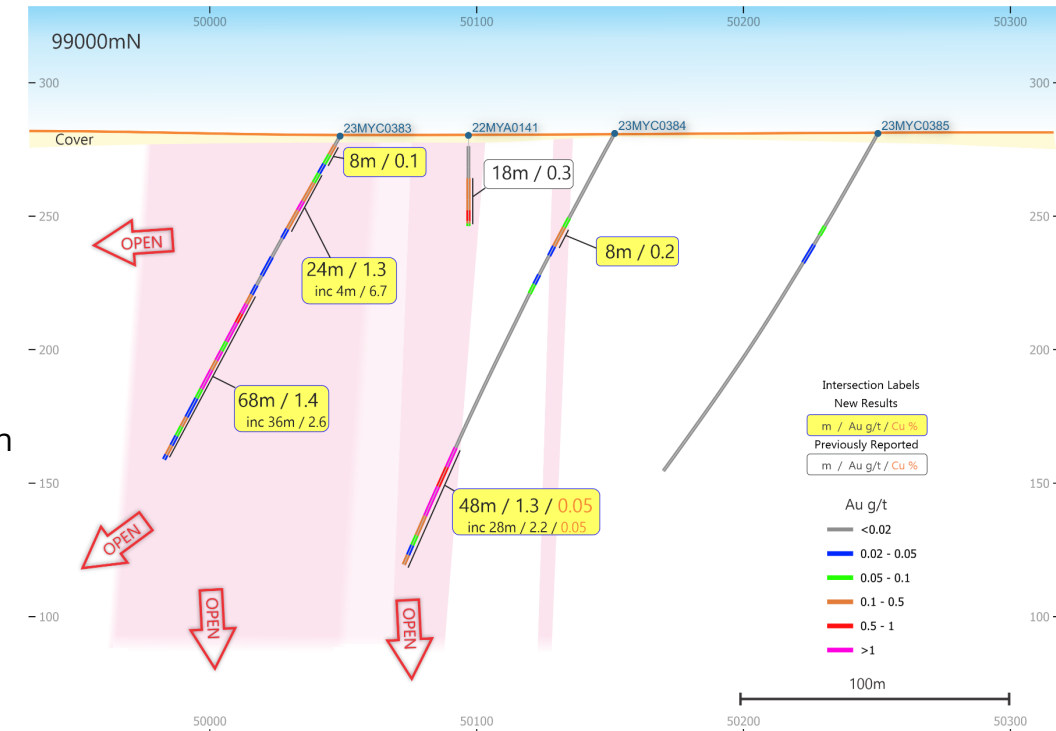 50000
50100
50200
50300
99000mN
300
300
23MYC0383
22MYA0141
23MYC0384
23MYC0385
Cover
8m / 0.1
18m / 0.3
250
250
OPEN
8m / 0.2
24m / 1.3
inc 4m / 6.7
200
200
Intersection Labels
New Results
68m / 1.4
inc 36m / 2.6
m / Au g/t / Cu %
n
Previously Reported
m / Au g/t / Cu %
150
150
48m / 1.3 / 0.05
inc 28m / 2.2 / 0.05
Au g/t
<0.02
OPEN
0.02 - 0.05
0.05 - 0.1
0.1 - 0.5
100
100
OPEN
OPEN
0.5 - 1
>1
100m
50000
50100
50200
50300